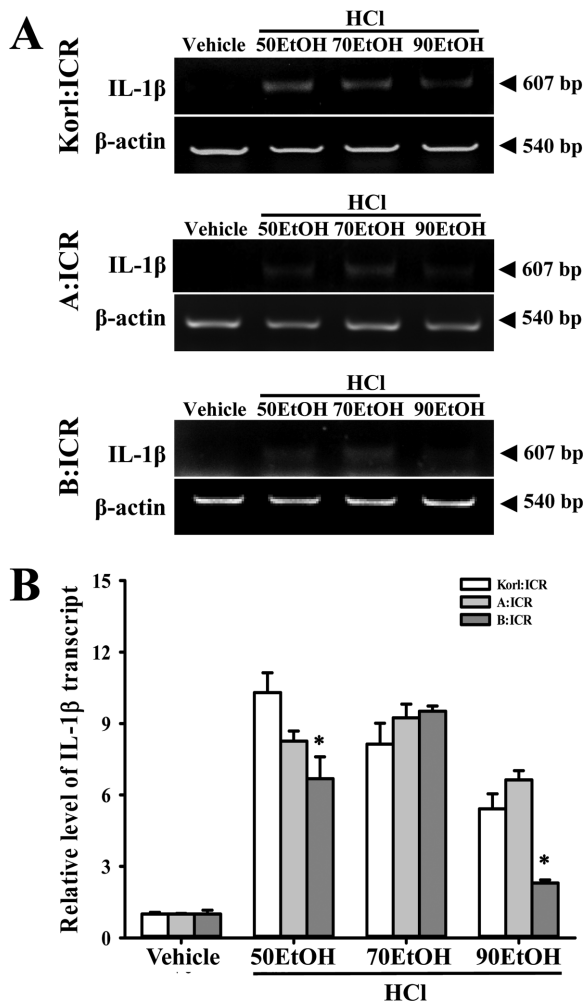 A
HCl
Vehicle 50EtOH 70EtOH 90EtOH
Korl:ICR
IL-1β
◄ 607 bp
β-actin
◄ 540 bp
HCl
Vehicle 50EtOH 70EtOH 90EtOH
A:ICR
IL-1β
◄ 607 bp
β-actin
◄ 540 bp
HCl
Vehicle 50EtOH 70EtOH 90EtOH
B:ICR
IL-1β
◄ 607 bp
β-actin
◄ 540 bp
B
Relative level of IL-1β transcript
15
12
9
6
3
0
Korl:ICR
A:ICR
B:ICR
*
*
Vehicle 50EtOH 70EtOH 90EtOH
HCl